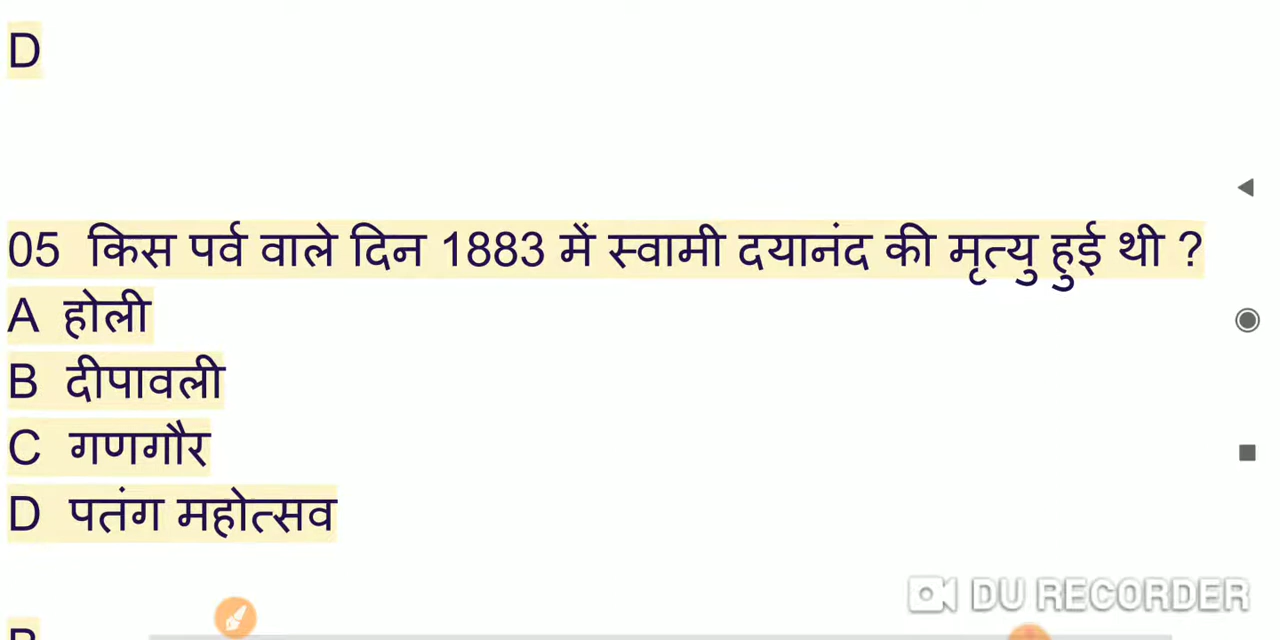 D
05 किस पर्व वाले दिन 1883 में स्वामी दयानंद की मृत्यु हुई थी ?
A होली
B दीपावली
C गणगौर
D पतंग महोत्सव
DU RECORDER